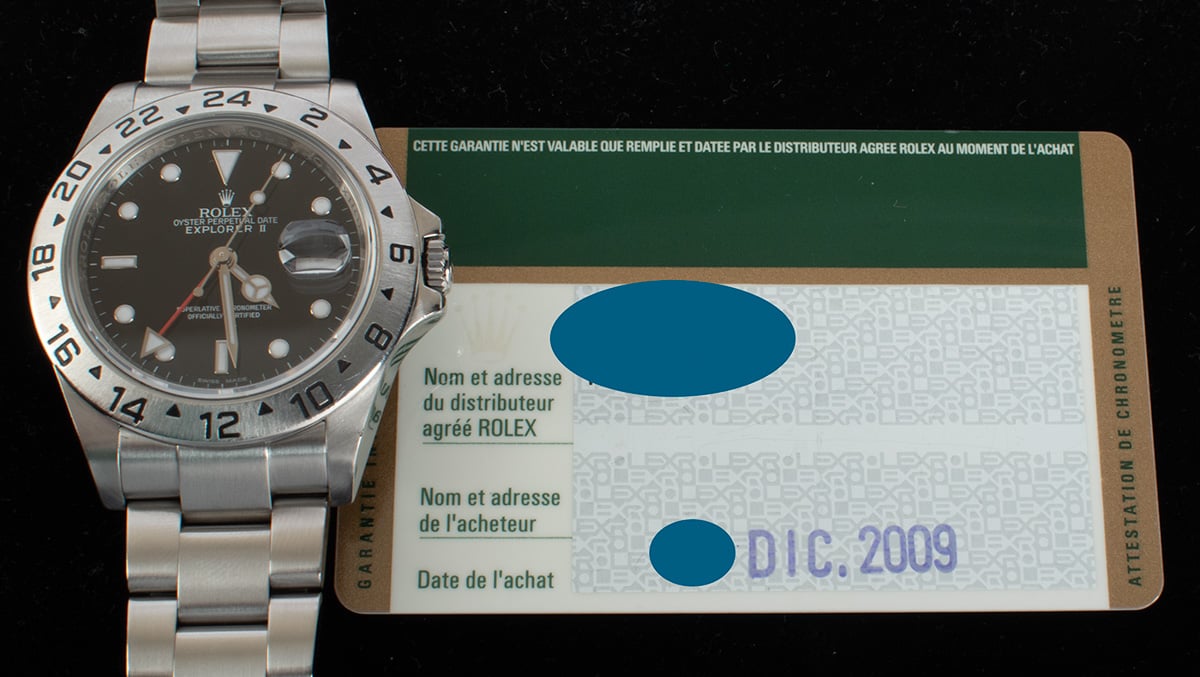 24
2
4
6
8
10
12
14
16
18
20
22
ROLEX
OYSTER PERPETUAL DATE
EXPLORER II
SUPERLATIVE CHRONOMETER
OFFICIALLY CERTIFIED
SWISS MADE
CETTE GARANTIE N'EST VALABLE QUE REMPLIE ET DATEE PAR LE DISTRIBUTEUR AGREE ROLEX AU MOMENT DE L'ACHAT
Nom et adresse
du distributeur
agréé ROLEX
Nom et adresse
de l'acheteur
Date de l'achat
DIC. 2009
GARANTIE
ATTESTATION DE CHRONOMETRE